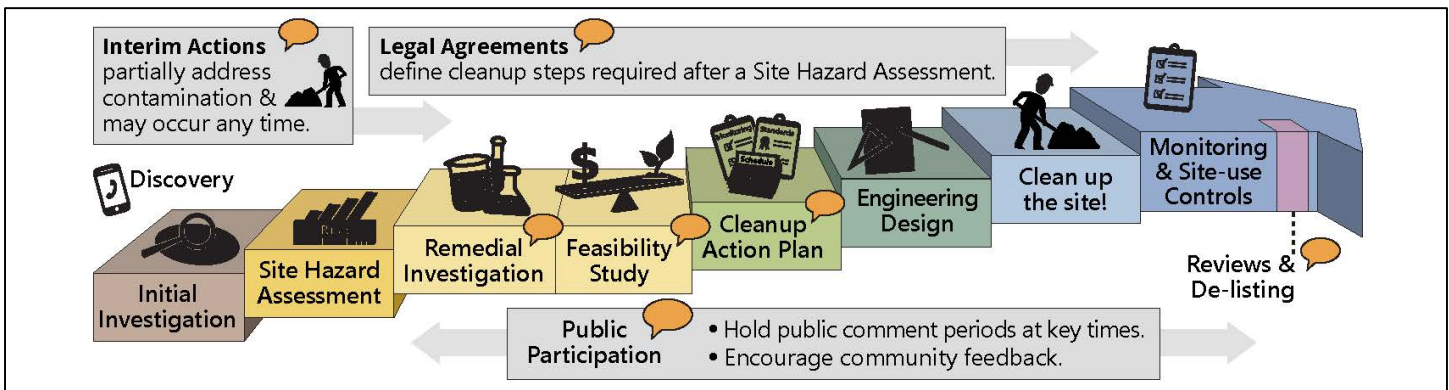 Interim Actions
partially address
contamination &
may occur any time.
Legal Agreements
define cleanup steps required after a Site Hazard Assessment.
Discovery
Initial
Investigation
Site Hazard
Assessment
Remedial
Investigation
Feasibility
Study
Monitoring
Standards
Schedule
Cleanup
Action Plan
Engineering
Design
Clean up
the site!
Monitoring
& Site-use
Controls
Reviews &
De-listing
Public
Participation
• Hold public comment periods at key times.
• Encourage community feedback.